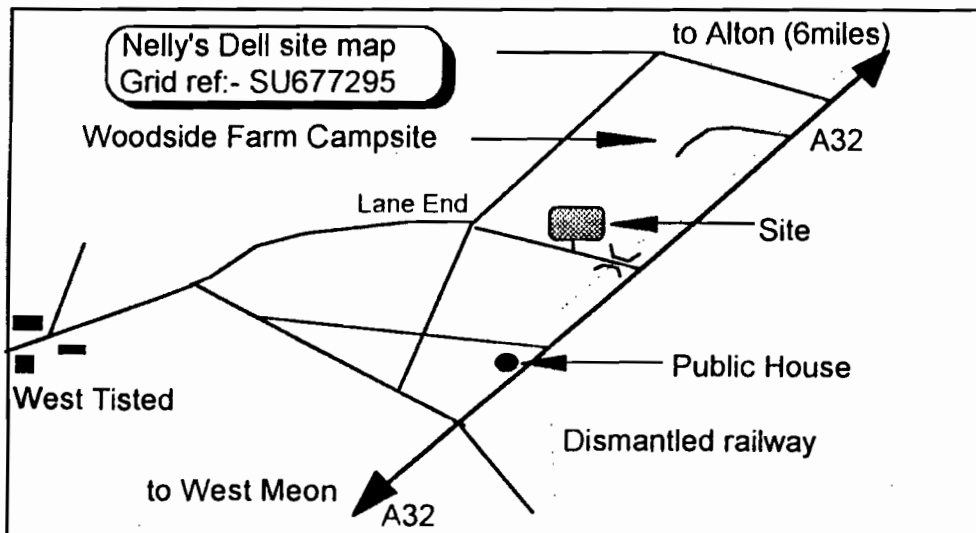 Nelly's Dell site map
Grid ref:- SU677295
to Alton (6miles)
Woodside Farm Campsite
A32
Lane End
Site
Public House
West Tisted
Dismantled railway
to West Meon
A32